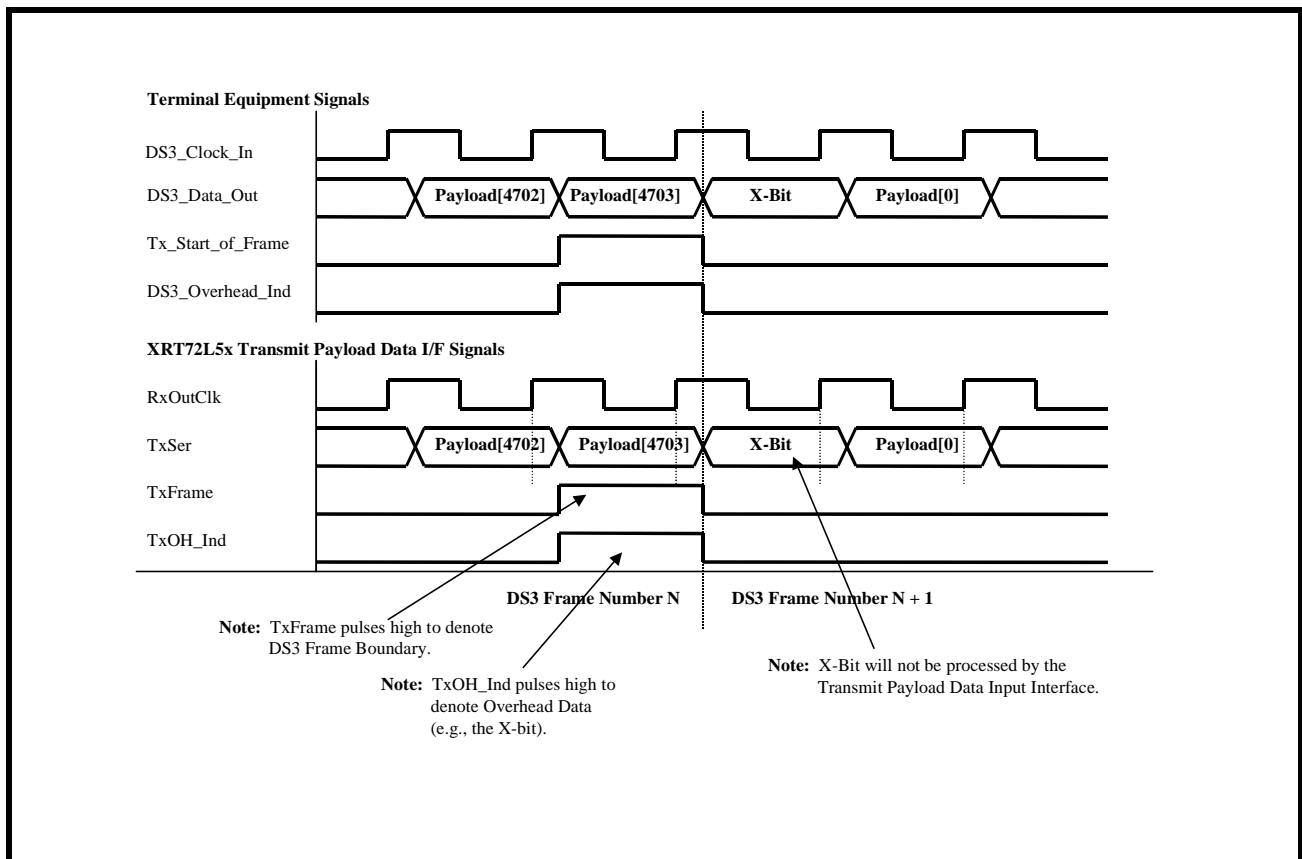 Terminal Equipment Signals
DS3_Clock_In
DS3_Data_Out
Payload[4702]
Payload[4703]
X-Bit
Payload[0]
Tx_Start_of_Frame
DS3_Overhead_Ind
XRT72L5x Transmit Payload Data I/F Signals
RxOutClk
TxSer
Payload[4702]
Payload[4703]
X-Bit
Payload[0]
TxFrame
TxOH_Ind
DS3 Frame Number N
DS3 Frame Number N + 1
Note: TxFrame pulses high to denote
DS3 Frame Boundary.
Note: TxOH_Ind pulses high to
denote Overhead Data
(e.g., the X-bit).
Note: X-Bit will not be processed by the
Transmit Payload Data Input Interface.